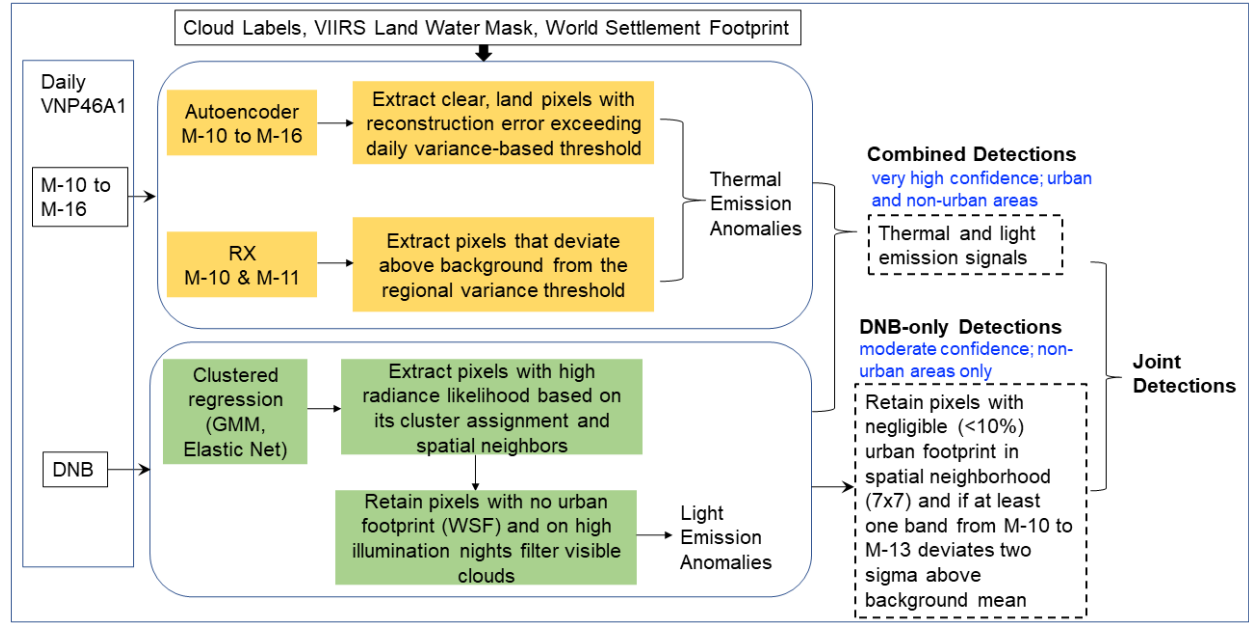 Cloud Labels, VIIRS Land Water Mask, World Settlement Footprint
Daily
VNP46A1
M-10 to
M-16
DNB
Autoencoder
M-10 to M-16
Extract clear, land pixels with
reconstruction error exceeding
daily variance-based threshold
RX
M-10 & M-11
Extract pixels that deviate
above background from the
regional variance threshold
Thermal
Emission
Anomalies
Clustered
regression
(GMM,
Elastic Net)
Extract pixels with high
radiance likelihood based on
its cluster assignment and
spatial neighbors
Retain pixels with no urban
footprint (WSF) and on high
illumination nights filter visible
clouds
Light
Emission
Anomalies
Combined Detections
very high confidence; urban
and non-urban areas
Thermal and light
emission signals
DNB-only Detections
moderate confidence; non-
urban areas only
Retain pixels with
negligible (<10%)
urban footprint in
spatial neighborhood
(7x7) and if at least
one band from M-10 to
M-13 deviates two
sigma above
background mean
Joint
Detections